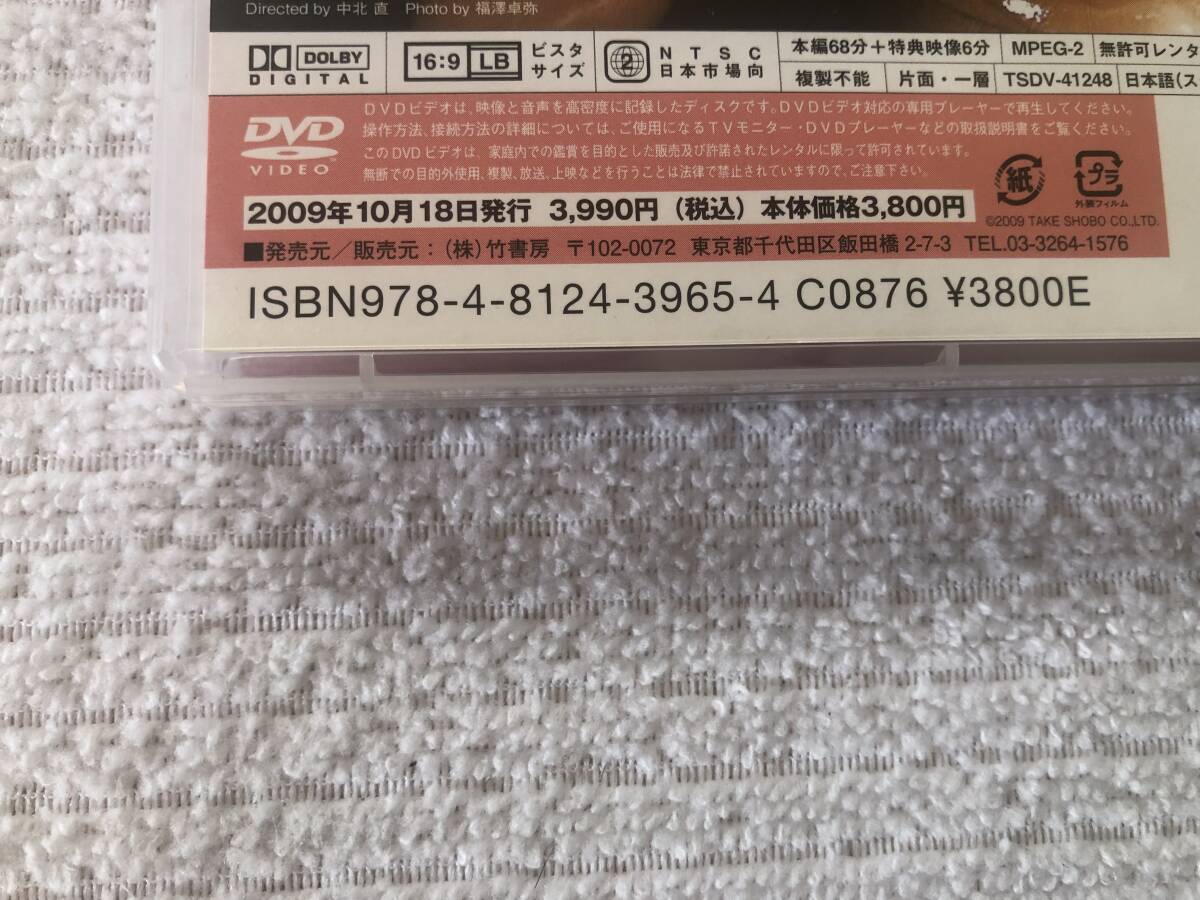 Directed by 中北 直 Photo by 福澤卓弥
DOLBY
DIGITAL
16:9 LB
ビスタ
サイズ
2
NTSC
日本市場向
本編68分＋特典映像6分
MPEG-2
無許可レンタ
複製不能
片面・一層
TSDV-41248
日本語(ス
DVD
VIDEO
DVDビデオは、映像と音声を高密度に記録したディスクです。DVDビデオ対応の専用プレーヤーで再生してください。
操作方法、接続方法の詳細については、ご使用になるTVモニター・DVDプレーヤーなどの取扱説明書をご覧ください。
このDVDビデオは、家庭内での鑑賞を目的とした販売及び許諾されたレンタルに限って許可されています。
無断での目的外使用、複製、放送、上映などを行うことは法律で禁止されていますので、ご注意下さい。
紙
プラ
外装フィルム
2009年10月18日発行 3,990円（税込）本体価格3,800円
©2009 TAKE SHOBO CO.,LTD.
■発売元／販売元：(株)竹書房 〒102-0072 東京都千代田区飯田橋2-7-3 TEL.03-3264-1576
ISBN978-4-8124-3965-4 C0876 ¥3800E